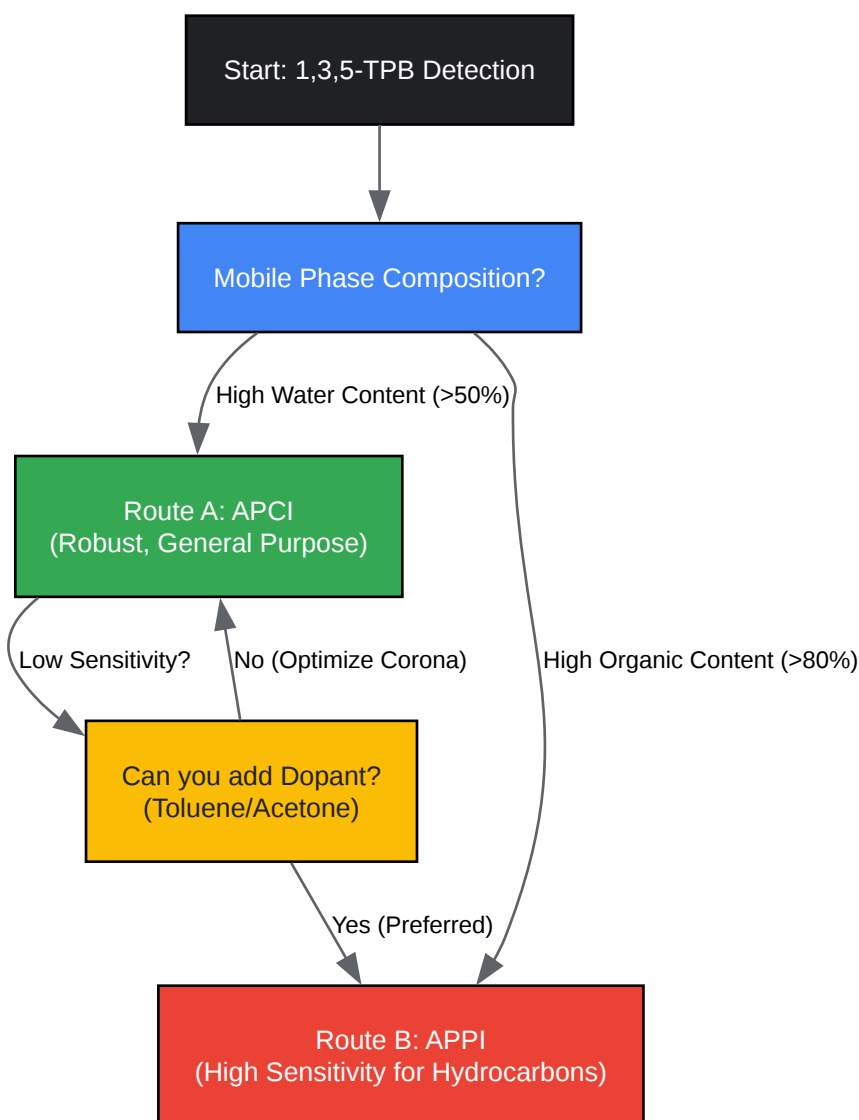 Start: 1,3,5-TPB Detection
Mobile Phase Composition?
High Water Content (>50%)
Route A: APCI
(Robust, General Purpose)
Low Sensitivity?
No (Optimize Corona)
High Organic Content (>80%)
Can you add Dopant?
(Toluene/Acetone)
Yes (Preferred)
Route B: APPI
(High Sensitivity for Hydrocarbons)